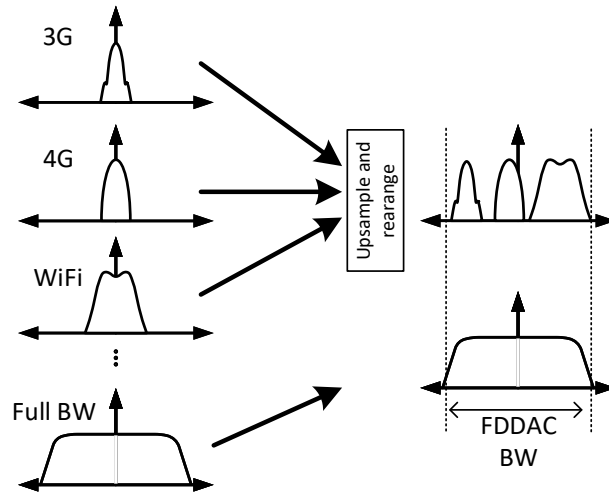 3G
4G
WiFi
Full BW
Upsample and
rearange
FDDAC
BW